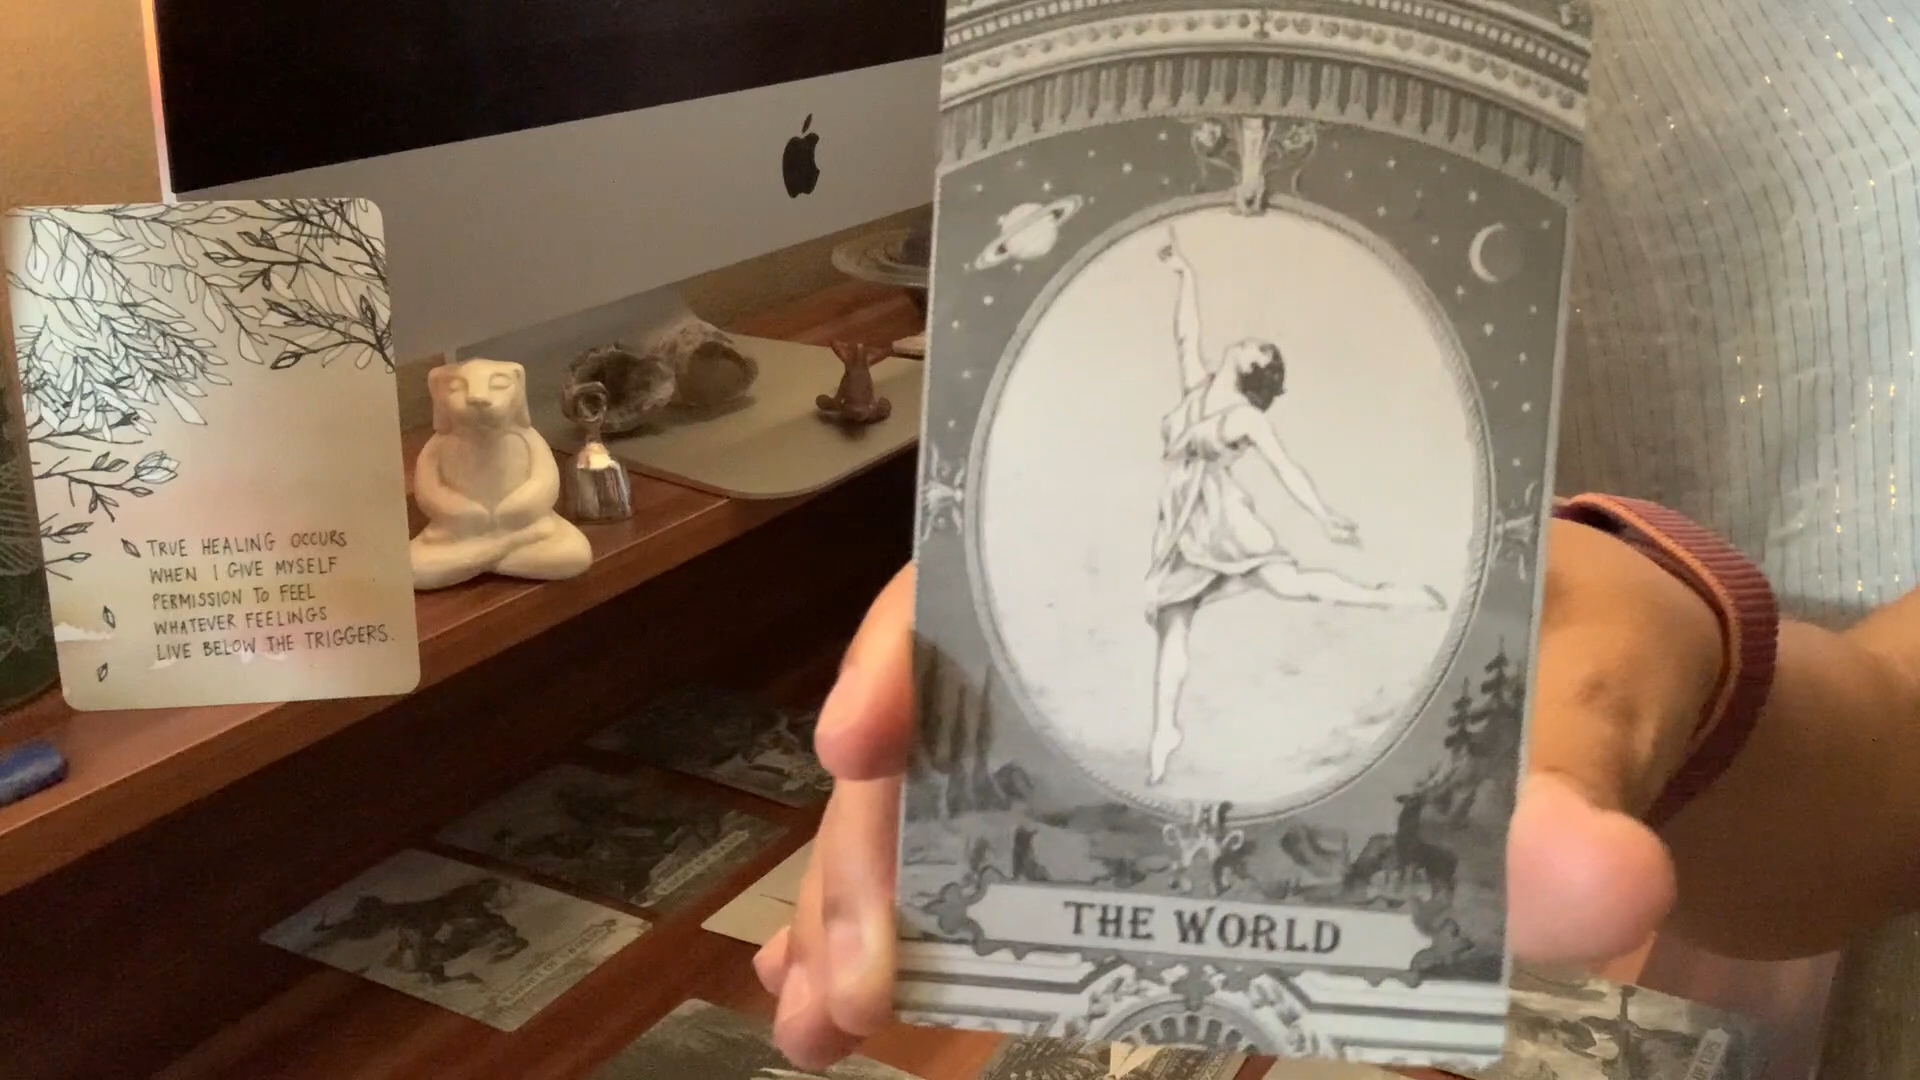 TRUE HEALING OCCURS
WHEN I GIVE MYSELF
PERMISSION TO FEEL
WHATEVER FEELINGS
LIVE BELOW THE TRIGGERS.
THE WORLD